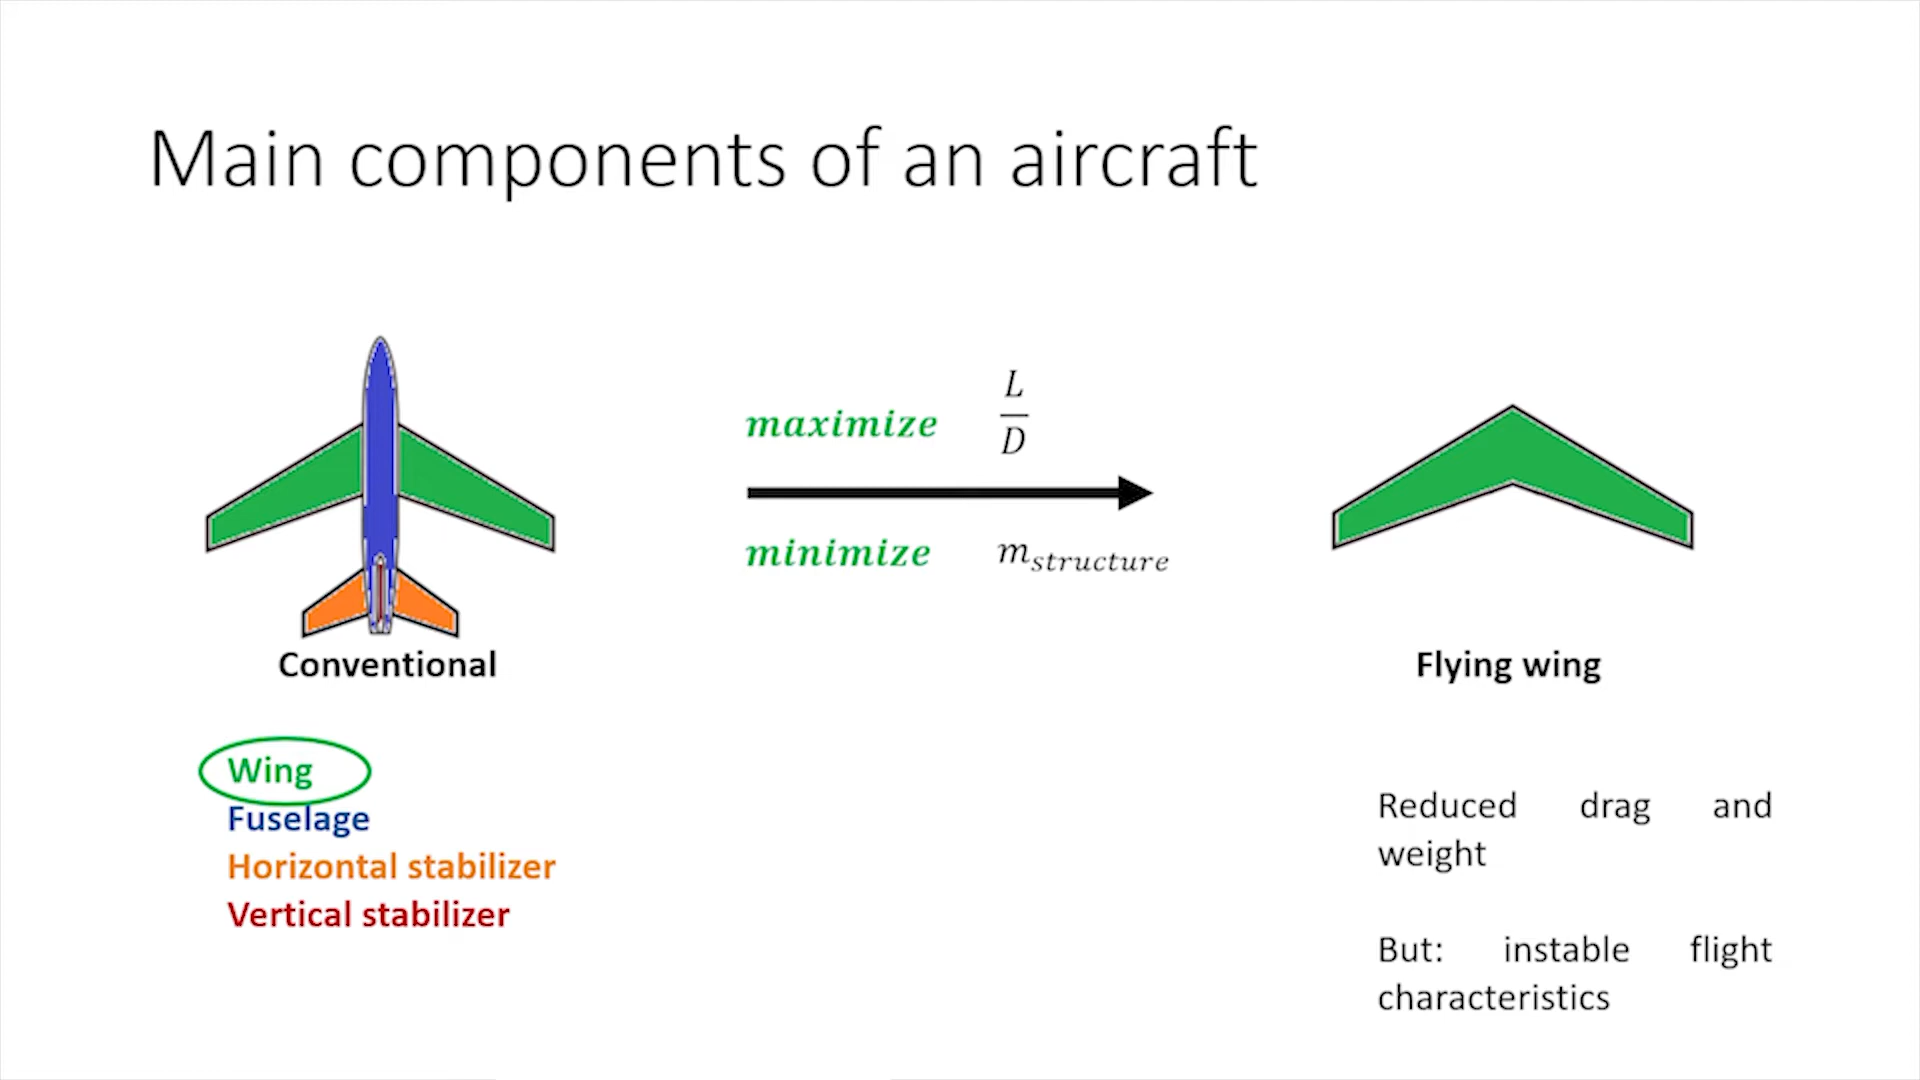 Main components of an aircraft
maximize L/D
minimize m_structure
Conventional
Flying wing
Wing
Fuselage
Horizontal stabilizer
Vertical stabilizer
Reduced drag and
weight
But: instable flight
characteristics